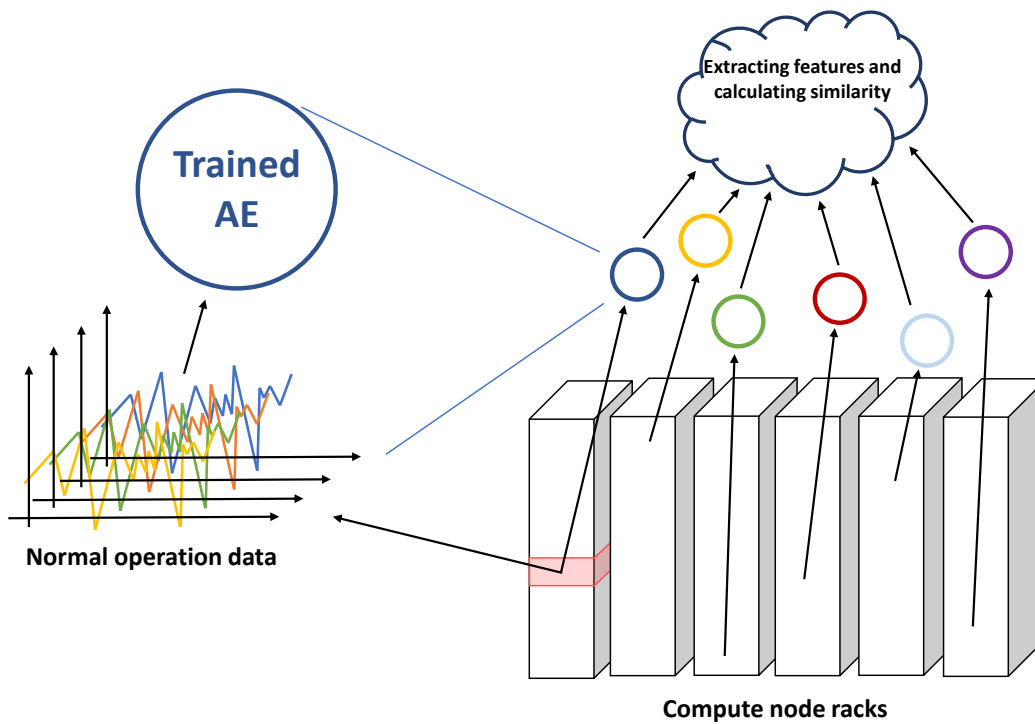 Extracting features and
calculating similarity
Trained
AE
Normal operation data
Compute node racks